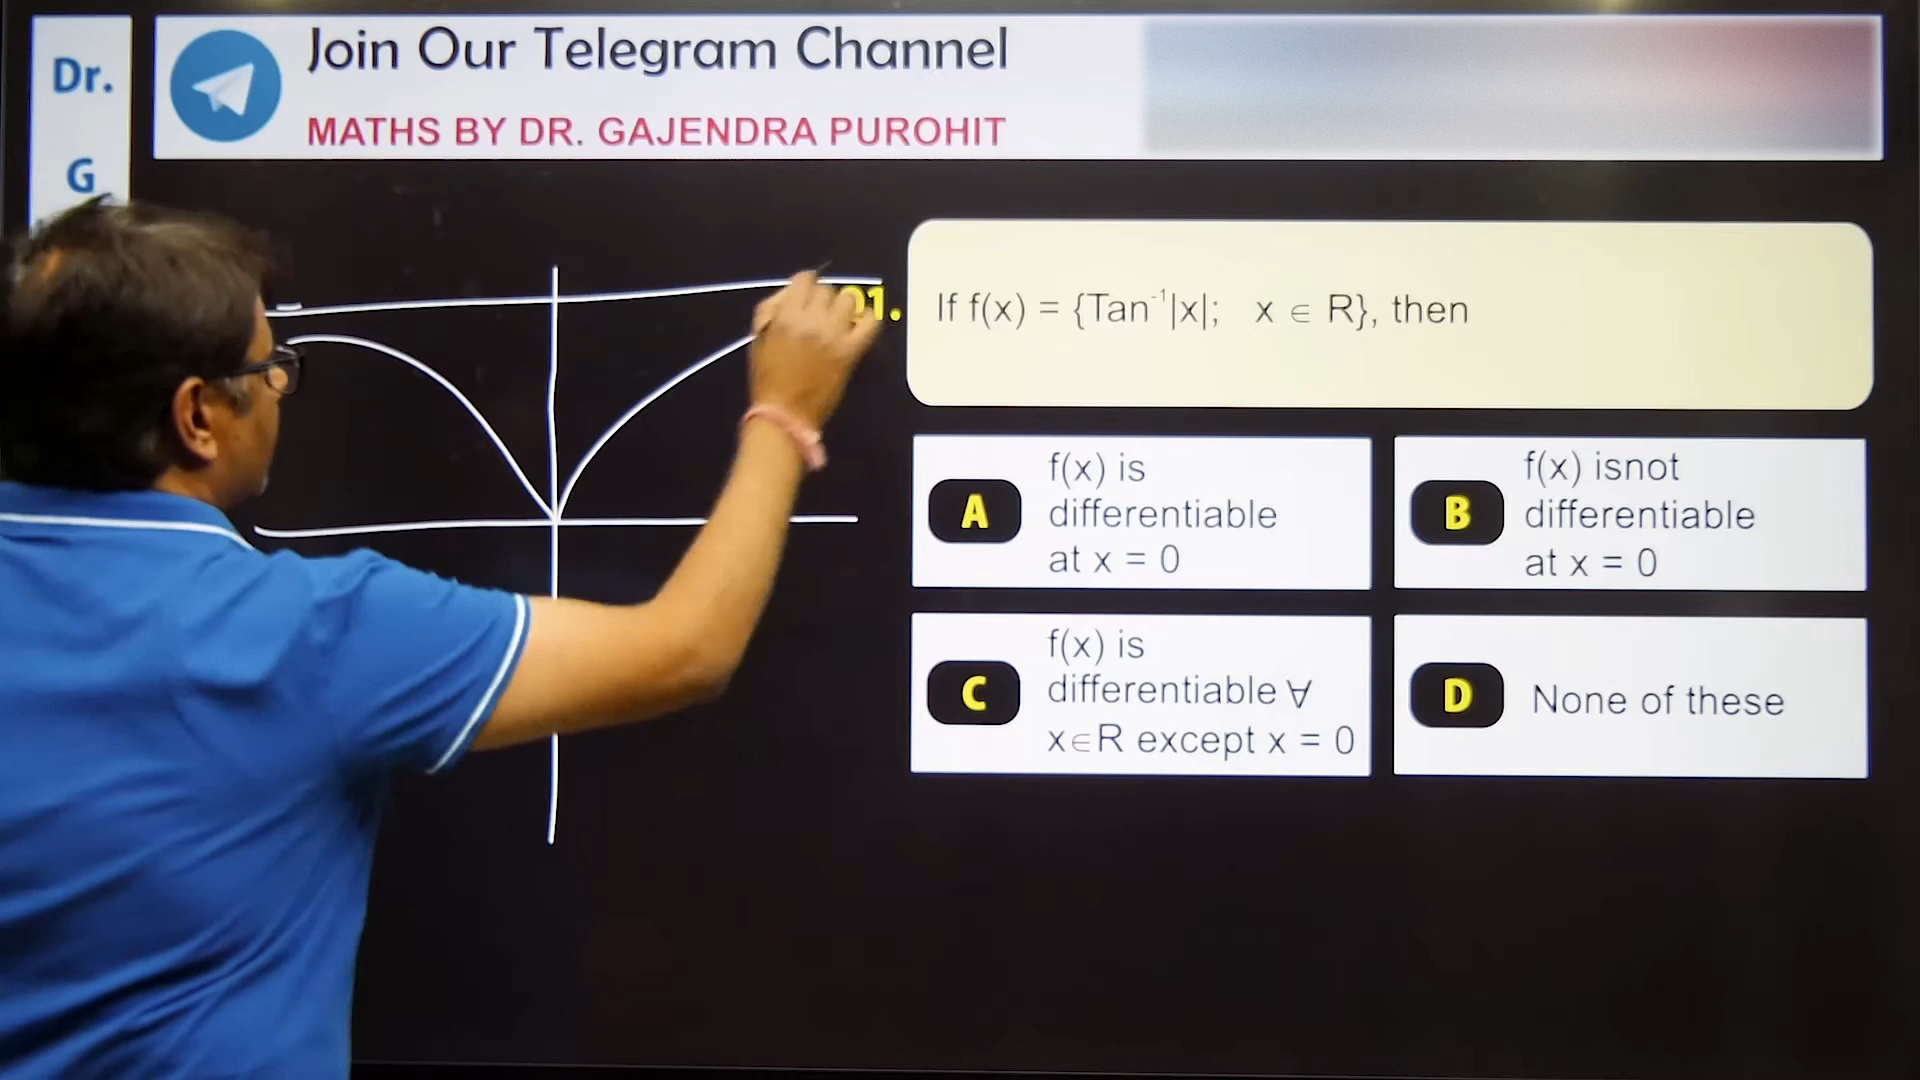 Dr.
G
Join Our Telegram Channel
MATHS BY DR. GAJENDRA PUROHIT
Q1.
If f(x) = {Tan⁻¹|x|; x ∈ R}, then
A
f(x) is
differentiable
at x = 0
B
f(x) isnot
differentiable
at x = 0
C
f(x) is
differentiable ∀
x∈R except x = 0
D
None of these